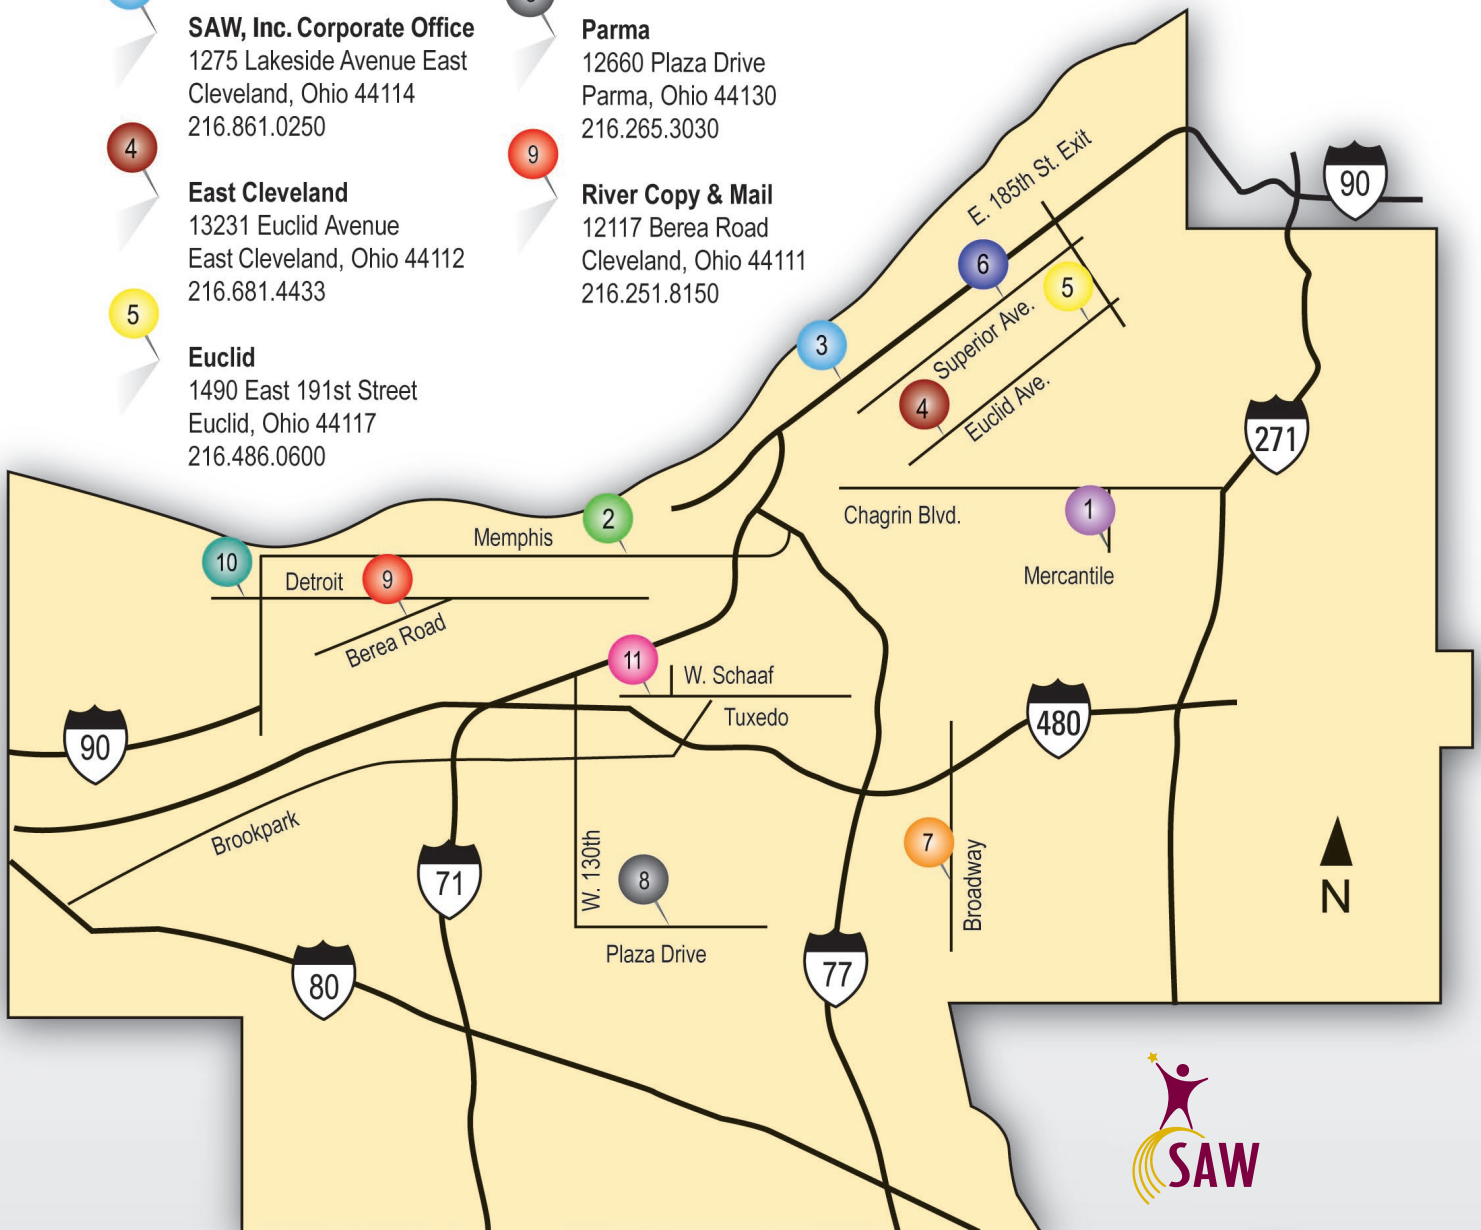 SAW, Inc. Corporate Office
1275 Lakeside Avenue East
Cleveland, Ohio 44114
216.861.0250
4
East Cleveland
13231 Euclid Avenue
East Cleveland, Ohio 44112
216.681.4433
5
Euclid
1490 East 191st Street
Euclid, Ohio 44117
216.486.0600
Parma
12660 Plaza Drive
Parma, Ohio 44130
216.265.3030
9
River Copy & Mail
12117 Berea Road
Cleveland, Ohio 44111
216.251.8150
E. 185th St. Exit
90
6
5
3
Superior Ave.
4
Euclid Ave.
271
2
1
Chagrin Blvd.
Memphis
10
Detroit
9
Mercantile
Berea Road
11
W. Schaaf
Tuxedo
90
480
Brookpark
7
W. 130th
8
71
Broadway
N
Plaza Drive
77
80
SAW